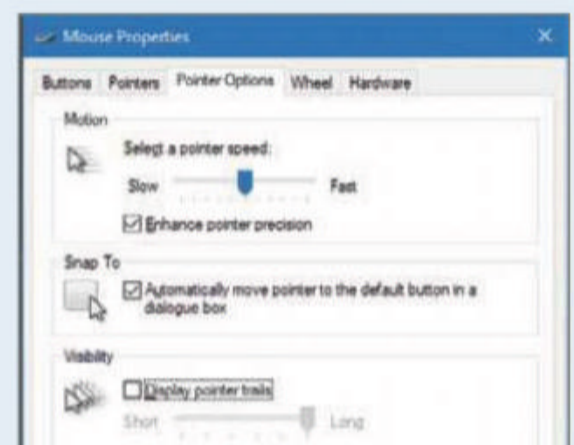 Mouse Properties
Buttons Pointers Pointer Options Wheel Hardware
Motion
Select a pointer speed:
Slow Fast
Enhance pointer precision
Snap To
Automatically move pointer to the default button in a
dialogue box
Visibility
Display pointer trails
Short Long